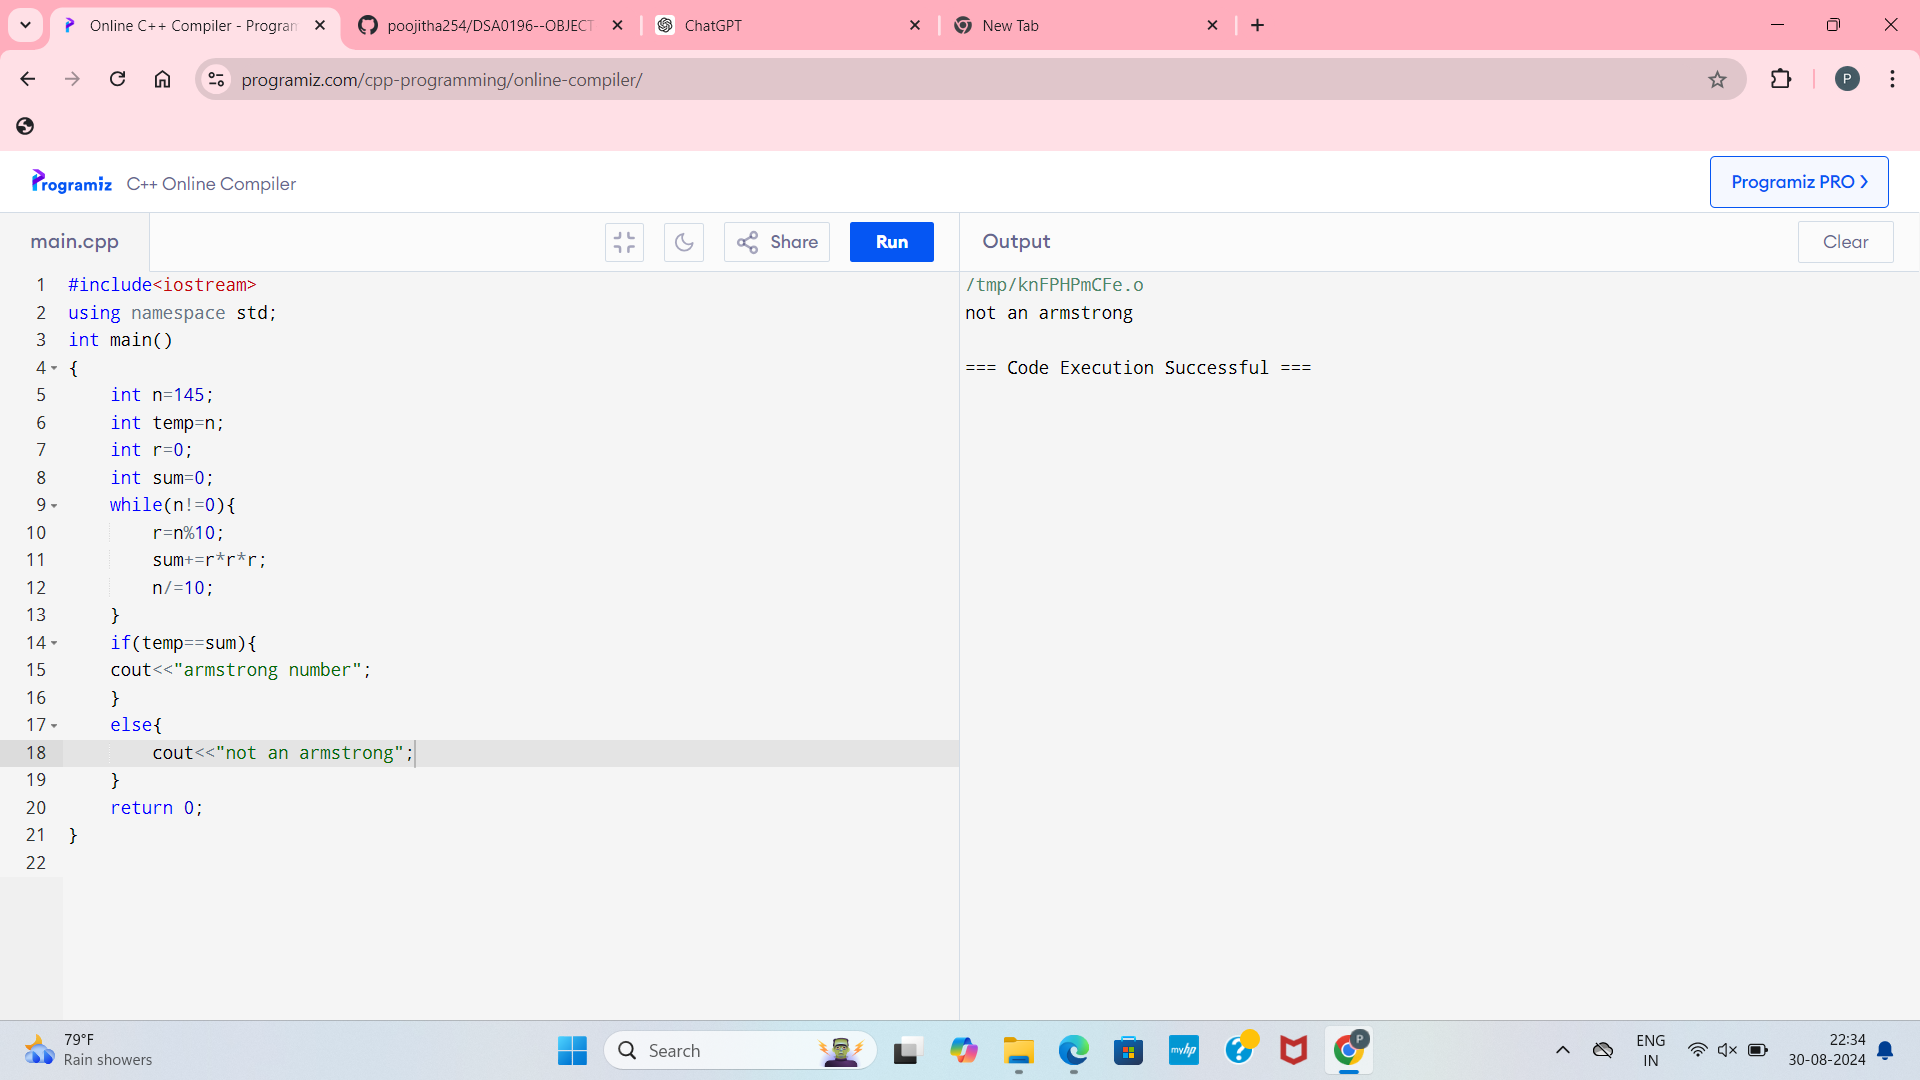 Online C++ Compiler - Program
poojitha254/DSA0196--OBJECT
ChatGPT
New Tab
programiz.com/cpp-programming/online-compiler/
P
Programiz C++ Online Compiler
Programiz PRO
main.cpp
Share
Run
Output
Clear
1 #include<iostream>
2 using namespace std;
3 int main()
4 {
5 int n=145;
6 int temp=n;
7 int r=0;
8 int sum=0;
9 while(n!=0){
10 r=n%10;
11 sum+=r*r*r;
12 n/=10;
13 }
14 if(temp==sum){
15 cout<<"armstrong number";
16 }
17 else{
18 cout<<"not an armstrong";
19 }
20 return 0;
21 }
22
/tmp/knFPHPmCFe.o
not an armstrong
=== Code Execution Successful ===
79°F
Rain showers
Search
myhp
P
ENG
IN
22:34
30-08-2024